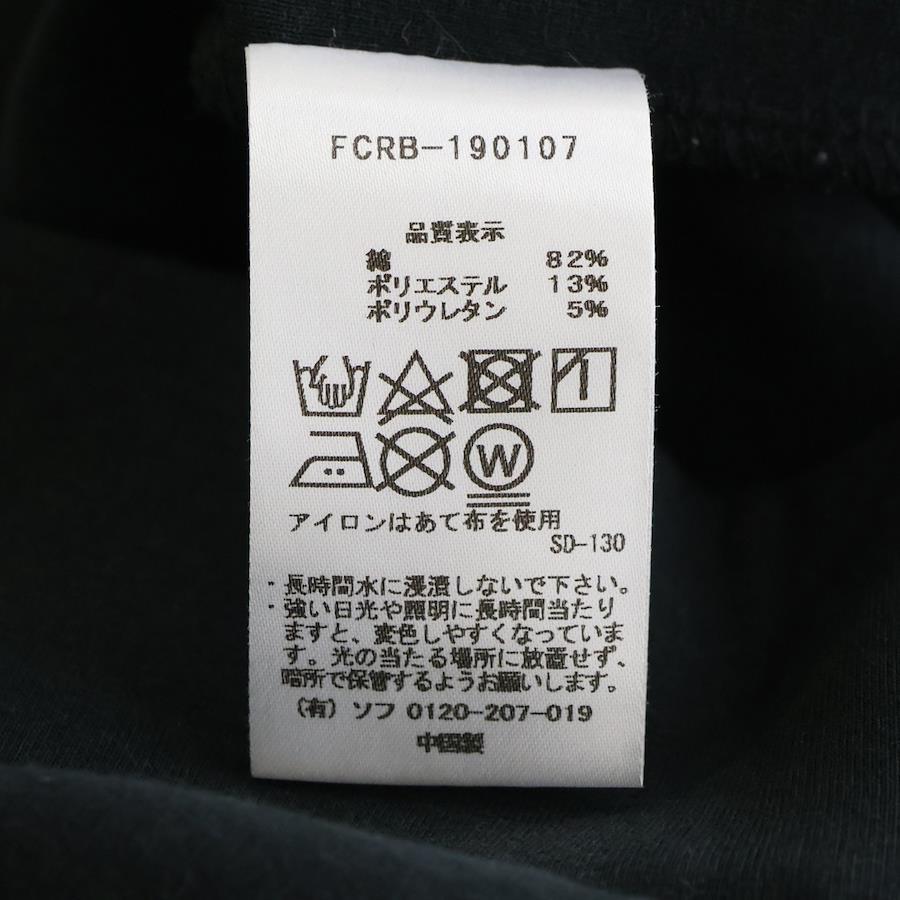 FCRB-190107
品質表示
綿 82%
ポリエステル 13%
ポリウレタン 5%
W
アイロンはあて布を使用
SD-130
・長時間水に浸漬しないで下さい。
・強い日光や照明に長時間当たり
ますと、変色しやすくなっていま
す。光の当たる場所に放置せず、
暗所で保管するようお願いします。
(有) ソフ 0120-207-019
中国製